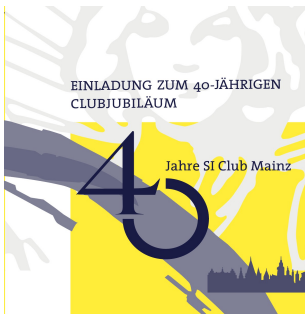 EINLADUNG ZUM 40-JÄHRIGEN
CLUBJUBILÄUM
40
Jahre SI Club Mainz